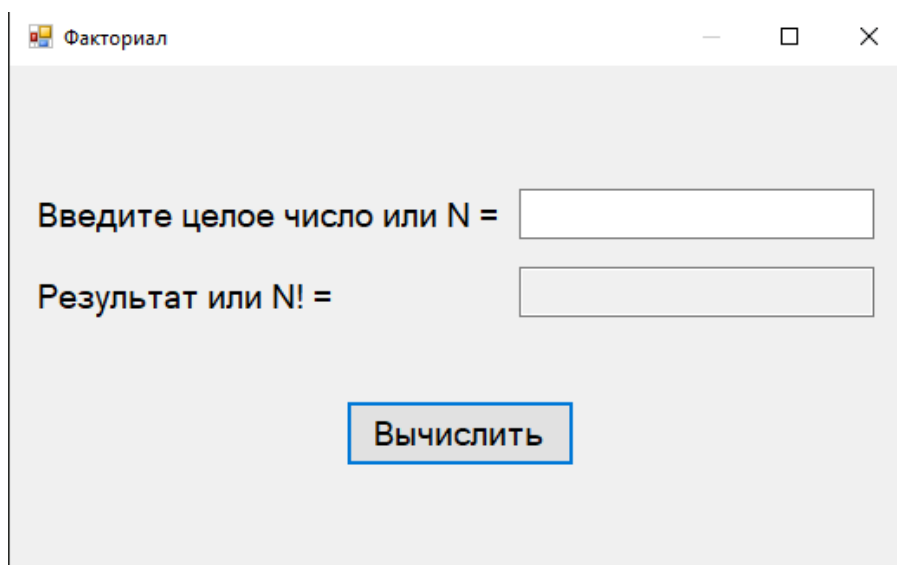 Факториал
Введите целое число или N =
Результат или N! =
Вычислить